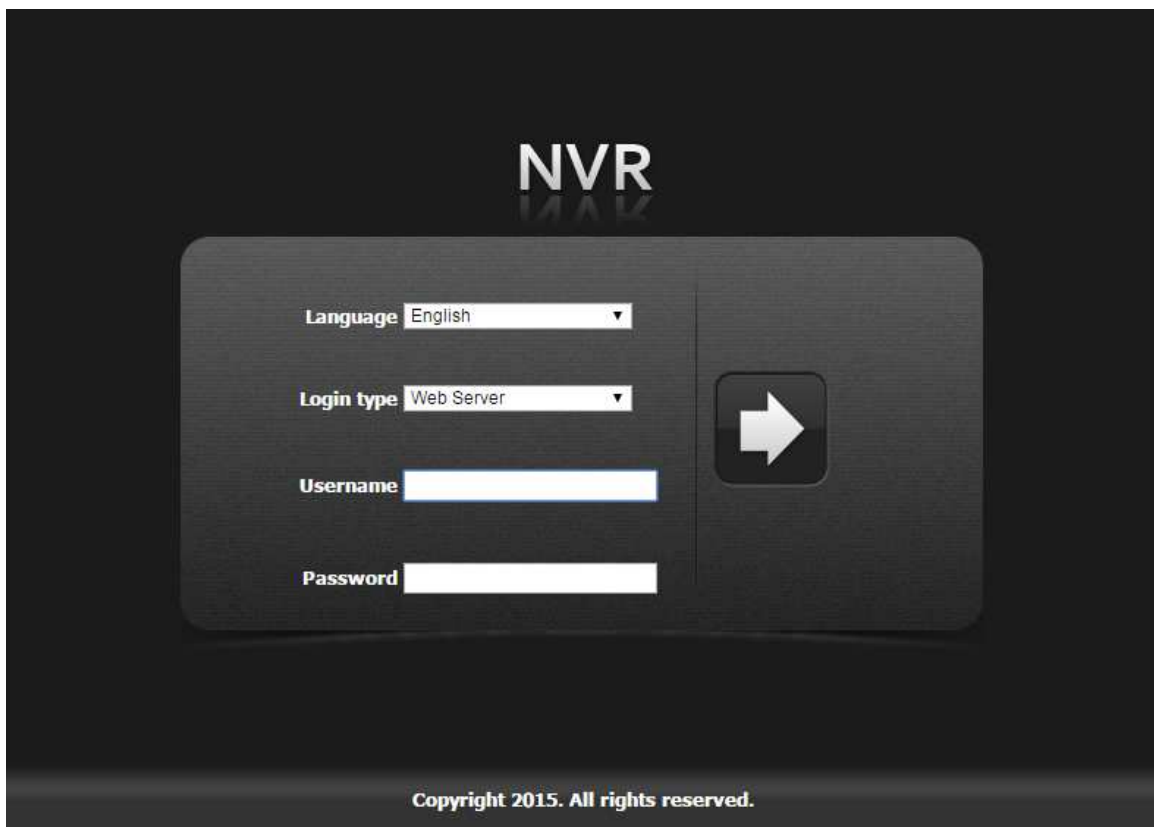 NVR
Language English
Login type Web Server
Username
Password
Copyright 2015. All rights reserved.